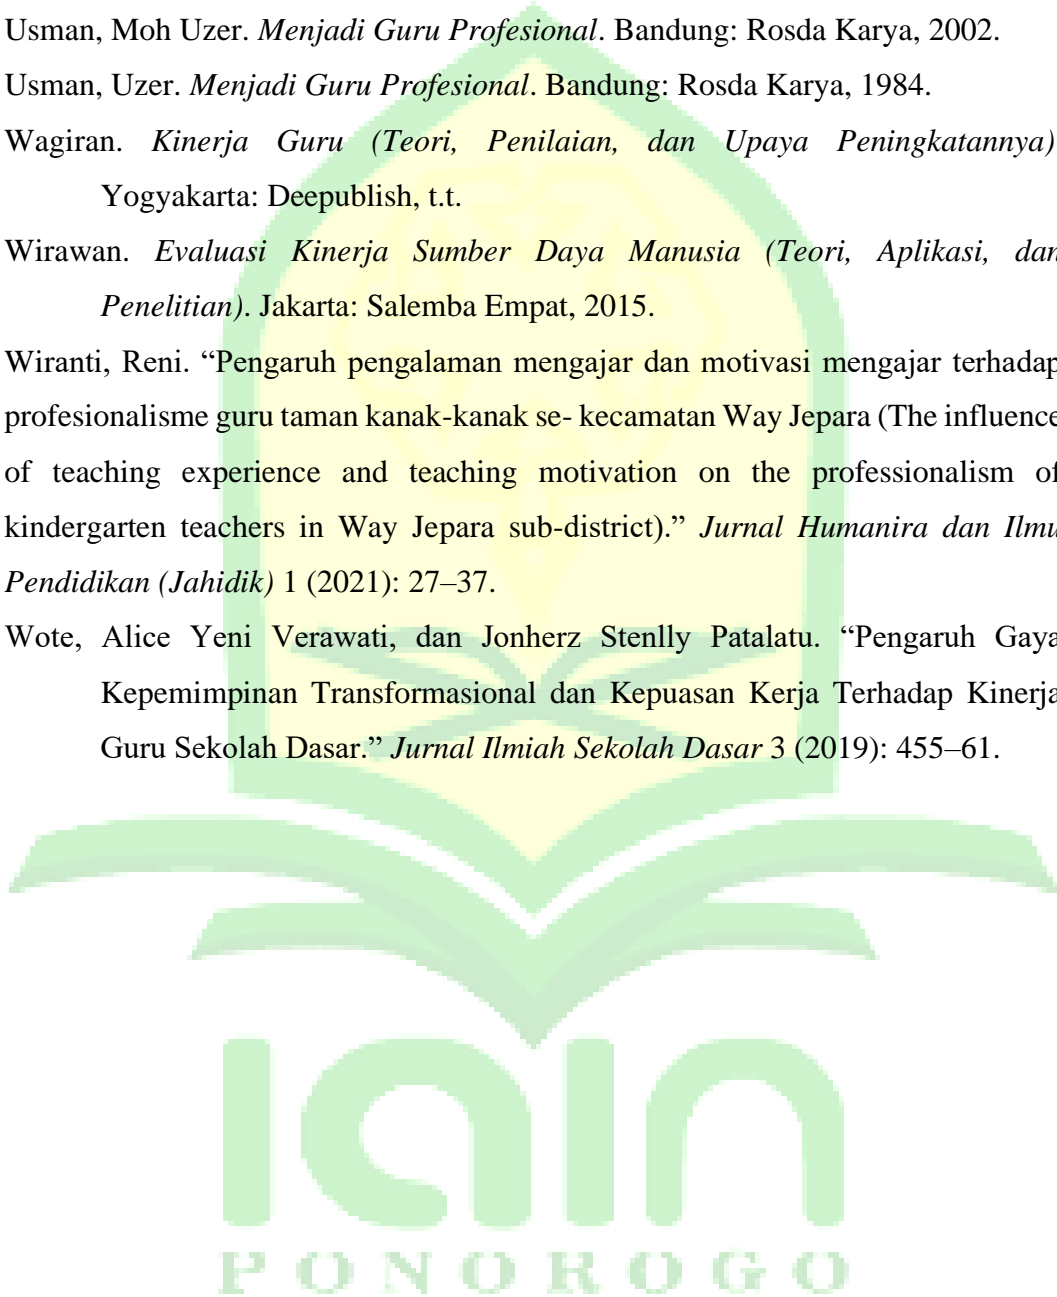 Usman, Moh Uzer. Menjadi Guru Profesional. Bandung: Rosda Karya, 2002.
Usman, Uzer. Menjadi Guru Profesional. Bandung: Rosda Karya, 1984.
Wagiran. Kinerja Guru (Teori, Penilaian, dan Upaya Peningkatannya)
Yogyakarta: Deepublish, t.t.
Wirawan. Evaluasi Kinerja Sumber Daya Manusia (Teori, Aplikasi, dan
Penelitian). Jakarta: Salemba Empat, 2015.
Wiranti, Reni. “Pengaruh pengalaman mengajar dan motivasi mengajar terhadap
profesionalisme guru taman kanak-kanak se- kecamatan Way Jepara (The influence
of teaching experience and teaching motivation on the professionalism of
kindergarten teachers in Way Jepara sub-district).” Jurnal Humanira dan Ilmu
Pendidikan (Jahidik) 1 (2021): 27–37.
Wote, Alice Yeni Verawati, dan Jonherz Stenlly Patalatu. “Pengaruh Gaya
Kepemimpinan Transformasional dan Kepuasan Kerja Terhadap Kinerja
Guru Sekolah Dasar.” Jurnal Ilmiah Sekolah Dasar 3 (2019): 455–61.
iain
PONOROGO